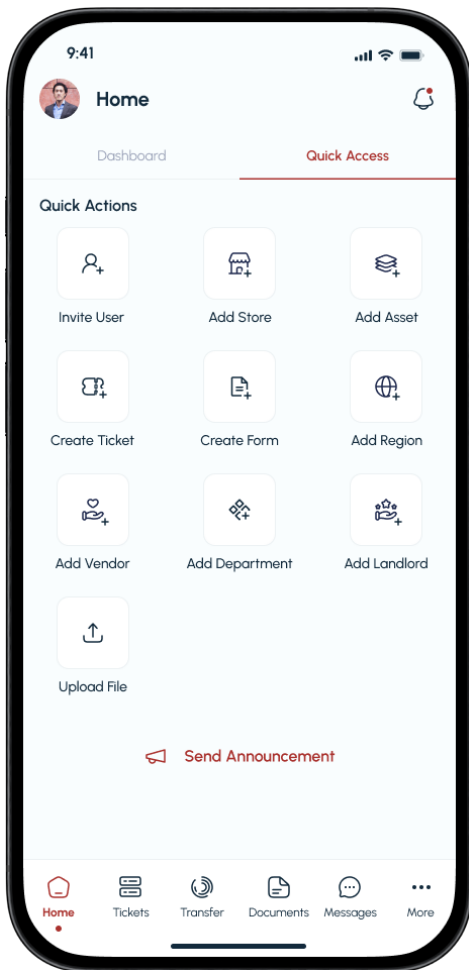 9:41
Home
Dashboard Quick Access
Quick Actions
Invite User Add Store Add Asset
Create Ticket Create Form Add Region
Add Vendor Add Department Add Landlord
Upload File
Send Announcement
Home Tickets Transfer Documents Messages More